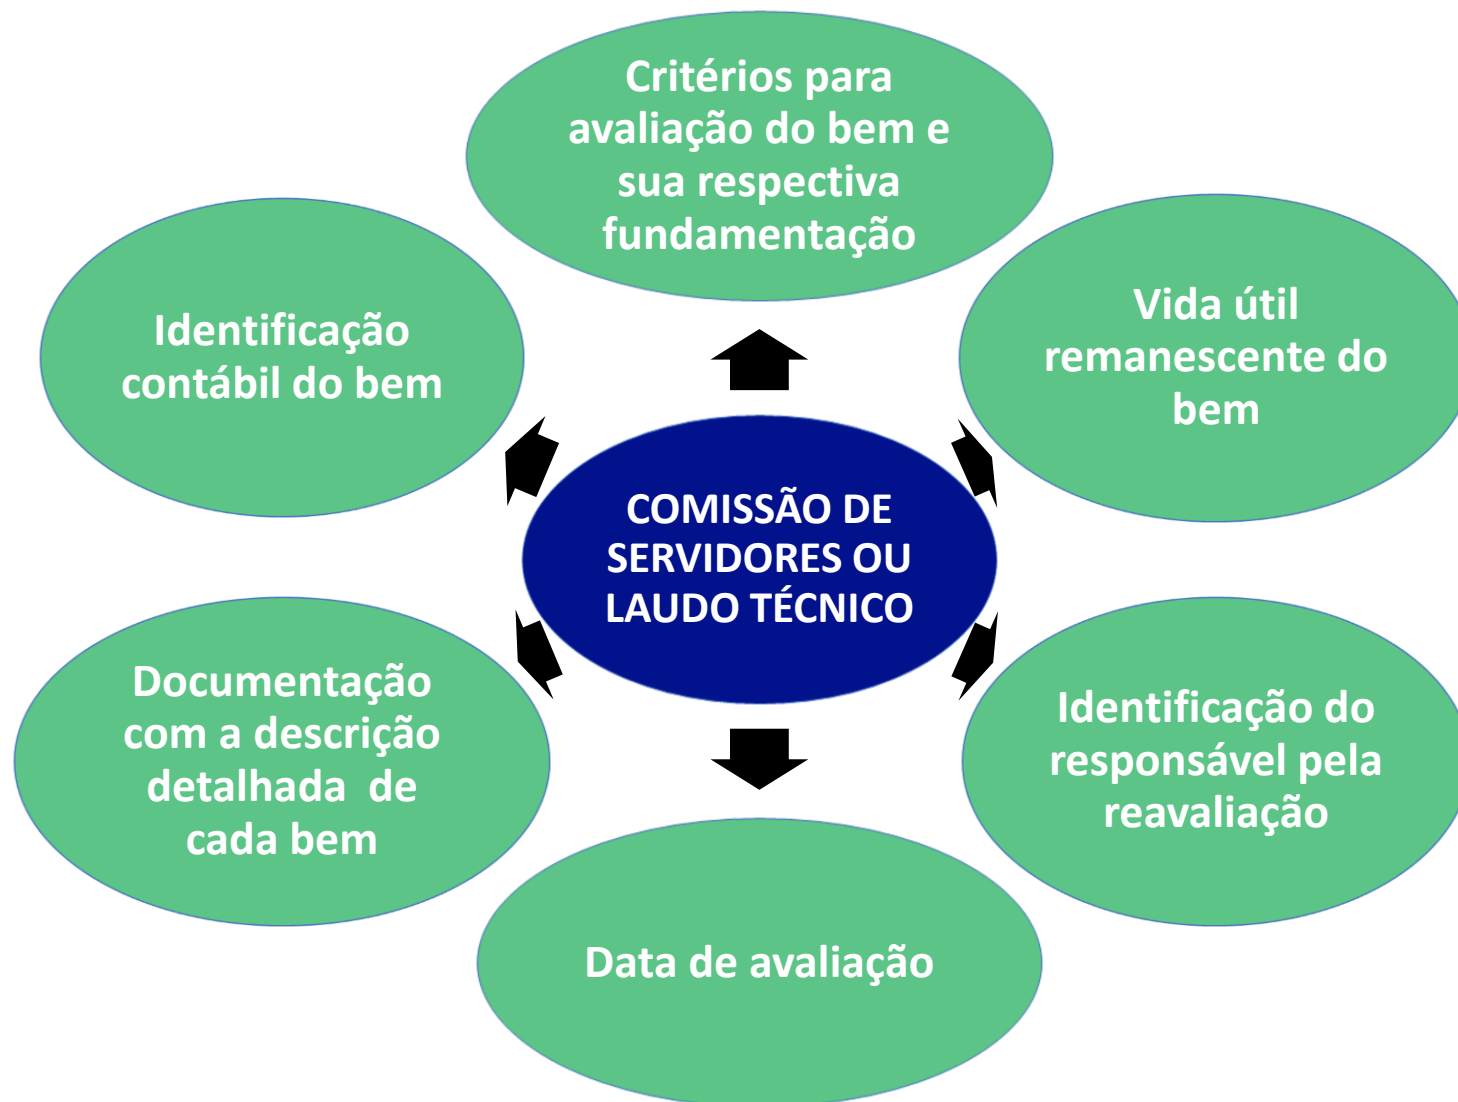 Critérios para
avaliação do bem e
sua respectiva
fundamentação
Identificação
contábil do bem
Vida útil
remanescente do
bem
COMISSÃO DE
SERVIDORES OU
LAUDO TÉCNICO
Documentação
com a descrição
detalhada  de
cada bem
Identificação do
responsável pela
reavaliação
Data de avaliação